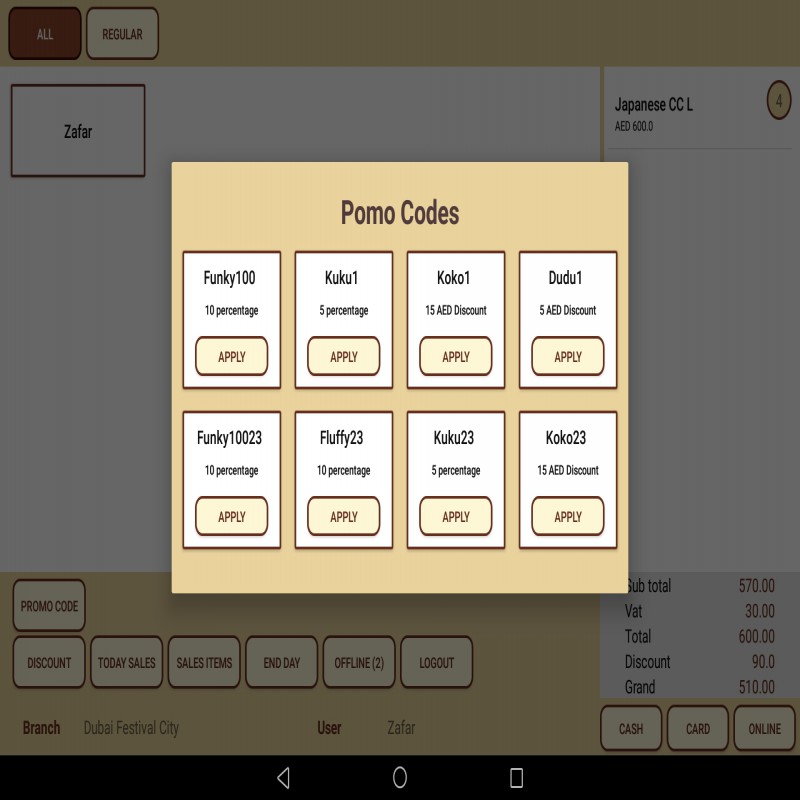 ALL
REGULAR
Zafar
Japanese CC L
4
AED 600.0
Pomo Codes
Funky100
10 percentage
APPLY
Kuku1
5 percentage
APPLY
Koko1
15 AED Discount
APPLY
Dudu1
5 AED Discount
APPLY
Funky10023
10 percentage
APPLY
Fluffy23
10 percentage
APPLY
Kuku23
5 percentage
APPLY
Koko23
15 AED Discount
APPLY
PROMO CODE
DISCOUNT
TODAY SALES
SALES ITEMS
END DAY
OFFLINE (2)
LOGOUT
Sub total 570.00
Vat 30.00
Total 600.00
Discount 90.0
Grand 510.00
Branch Dubai Festival City User Zafar
CASH
CARD
ONLINE